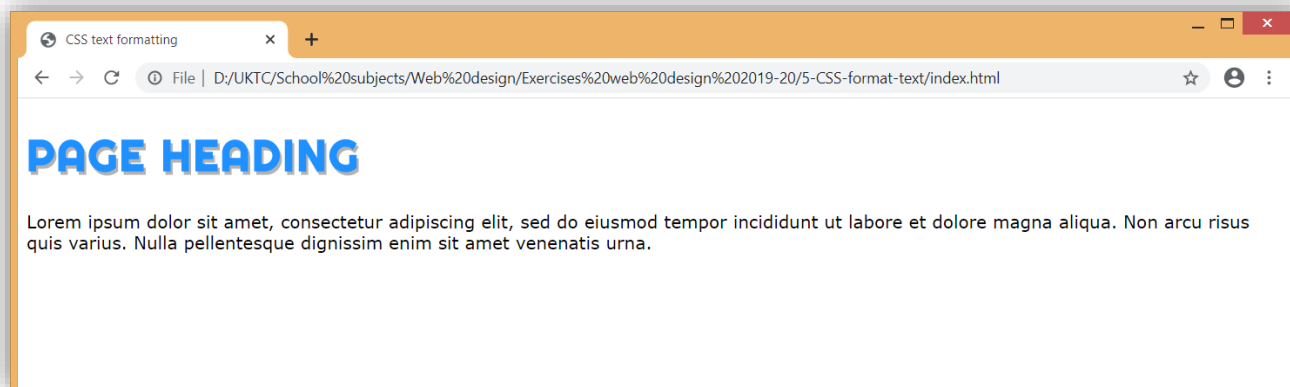 CSS text formatting
File | D:/UKTC/School%20subjects/Web%20design/Exercises%20web%20design%202019-20/5-CSS-format-text/index.html
PAGE HEADING
Lorem ipsum dolor sit amet, consectetur adipiscing elit, sed do eiusmod tempor incididunt ut labore et dolore magna aliqua. Non arcu risus
quis varius. Nulla pellentesque dignissim enim sit amet venenatis urna.